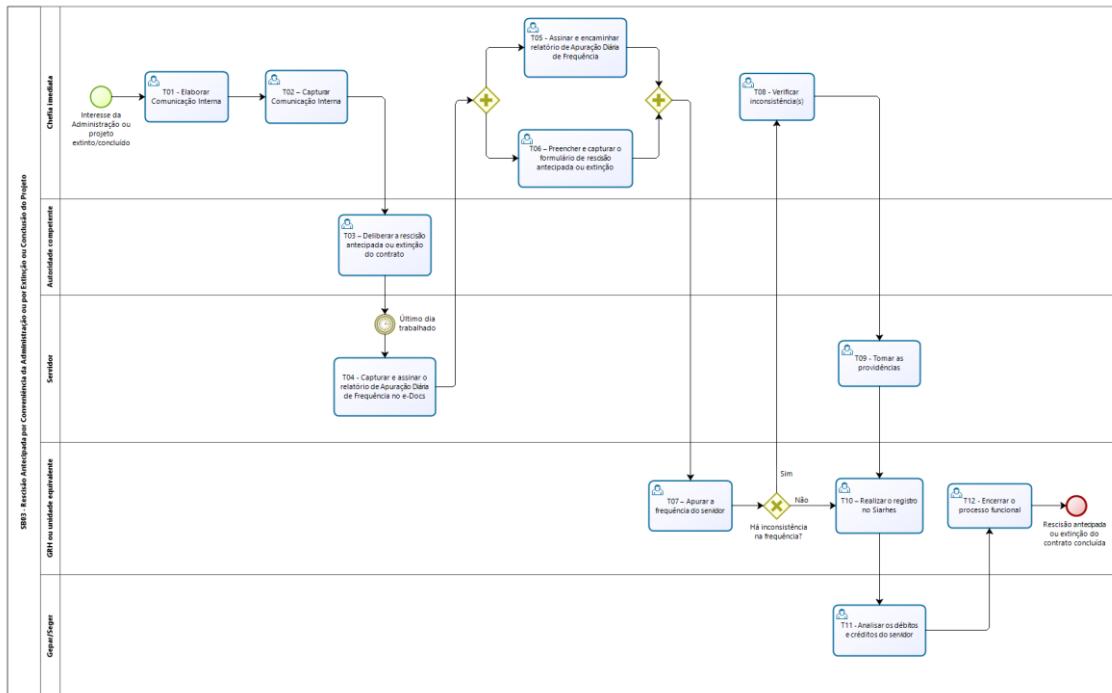 SB03 - Rescisão Antecipada por Conveniência da Administração ou por Extinção ou Conclusão do Projeto
Chefia imediata
Interesse da
Administração ou
projeto
extinto/concluído
T01 - Elaborar
Comunicação Interna
T02 – Capturar
Comunicação Interna
T05 - Assinar e encaminhar
relatório de Apuração Diária
de Frequência
T06 – Preencher e capturar o
formulário de rescisão
antecipada ou extinção
T08 - Verificar
inconsistência(s)
Autoridade competente
T03 – Deliberar a rescisão
antecipada ou extinção
do contrato
Servidor
Último dia
trabalhado
T04 - Capturar e assinar o
relatório de Apuração Diária
de Frequência no e-Docs
T09 - Tomar as
providências
GRH ou unidade equivalente
T07 – Apurar a
frequência do servidor
Sim
Não
Há inconsistência
na frequência?
T10 – Realizar o registro
no Siarhes
T12 - Encerrar o
processo funcional
Rescisão antecpada
ou extinção do
contrato concluída
Gepar/Seger
T11 - Analisar os débitos
e créditos do servidor